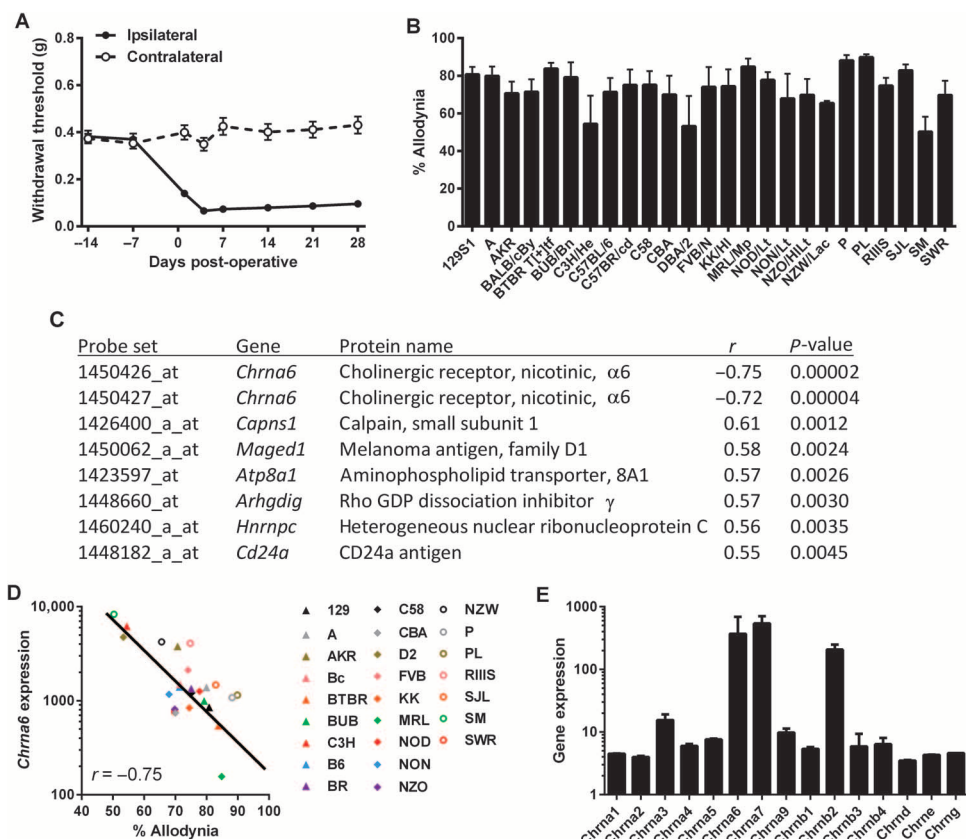 A
Ipsilateral
Contralateral
Withdrawal threshold (g)
0.8
0.6
0.4
0.2
0.0
–14 –7 0 7 14 21 28
Days post-operative
B
% Allodynia
100
80
60
40
20
0
129S1
A
AKR
BALB/cBy
BTBR T[+]tf
BUB/Bn
C3H/He
C57BL/6
C57BR/cd
C58
CBA
DBA/2
FVB/N
KK/Hl
MRL/Mp
NOD/Lt
NON/Lt
NZO/HlLt
NZW/Lac
P
PL
RIIIS
SJL
SM
SWR
C
Probe set Gene Protein name r P-value
1450426_at Chrna6 Cholinergic receptor, nicotinic, α6 –0.75 0.00002
1450427_at Chrna6 Cholinergic receptor, nicotinic, α6 –0.72 0.00004
1426400_a_at Capns1 Calpain, small subunit 1 0.61 0.0012
1450062_a_at Maged1 Melanoma antigen, family D1 0.58 0.0024
1423597_at Atp8a1 Aminophospholipid transporter, 8A1 0.57 0.0026
1448660_at Arhgdig Rho GDP dissociation inhibitor γ 0.57 0.0030
1460240_a_at Hnrnpc Heterogeneous nuclear ribonucleoprotein C 0.56 0.0035
1448182_a_at Cd24a CD24a antigen 0.55 0.0045
D
Chrna6 expression
10,000
1000
100
r = –0.75
40 50 60 70 80 90 100
% Allodynia
129 C58 NZW
A CBA P
AKR D2 PL
Bc FVB RIIIS
BTBR KK SJL
BUB MRL SM
C3H NOD SWR
B6 NON
BR NZO
E
Gene expression
1000
100
10
1
Chrna1
Chrna2
Chrna3
Chrna4
Chrna5
Chrna6
Chrna7
Chrna9
Chrnb1
Chrnb2
Chrnb3
Chrnb4
Chrnd
Chrne
Chrng